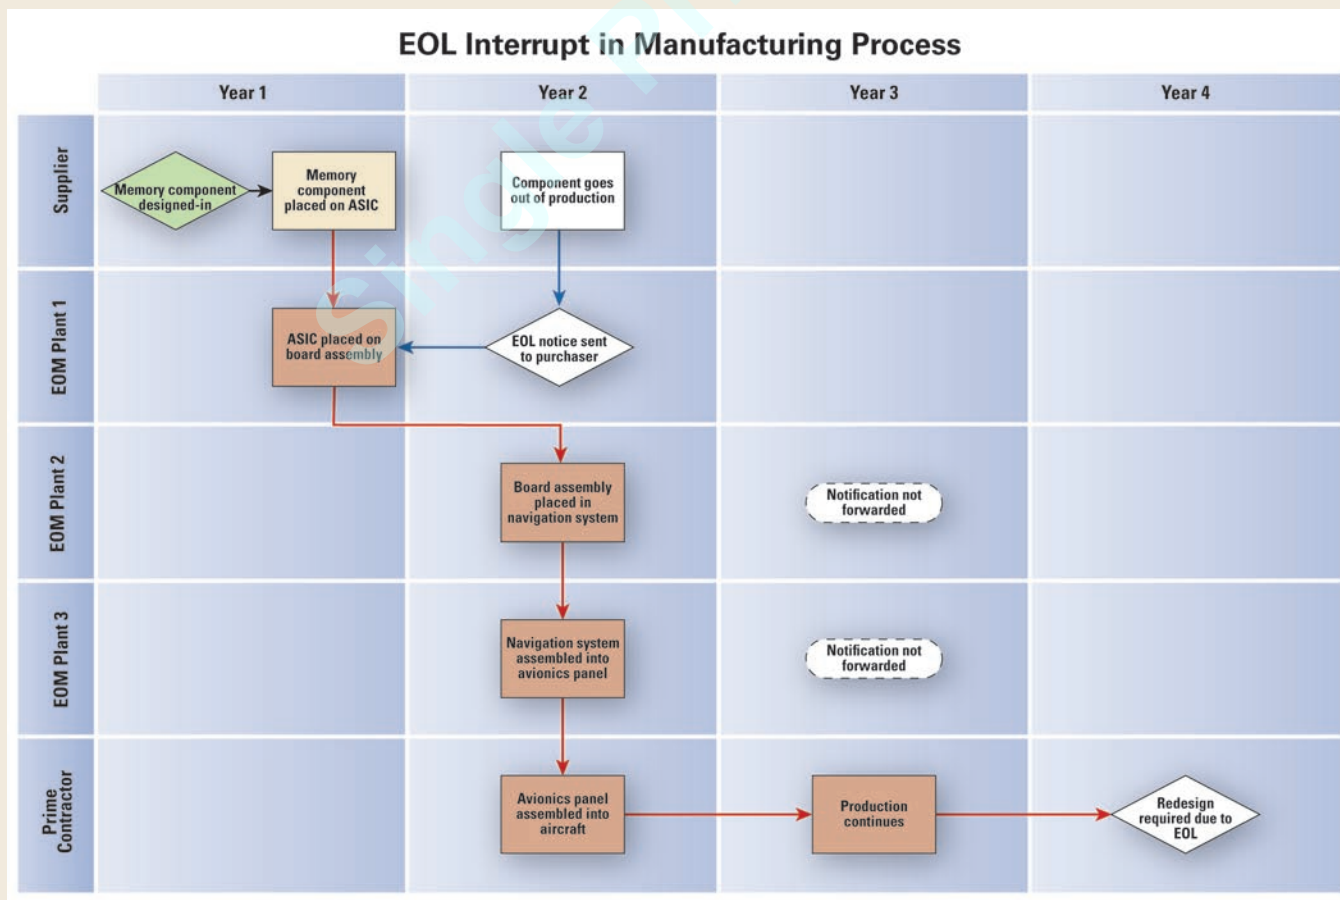 EOL Interrupt in Manufacturing Process
Year 1
Year 2
Year 3
Year 4
Supplier
Memory component
designed-in
Memory
component
placed on ASIC
Component goes
out of production
EOM Plant 1
ASIC placed on
board assembly
EOL notice sent
to purchaser
EOM Plant 2
Board assembly
placed in
navigation system
Notification not
forwarded
EOM Plant 3
Navigation system
assembled into
avionics panel
Notification not
forwarded
Prime
Contractor
Avionics panel
assembled into
aircraft
Production
continues
Redesign
required due to
EOL
Single